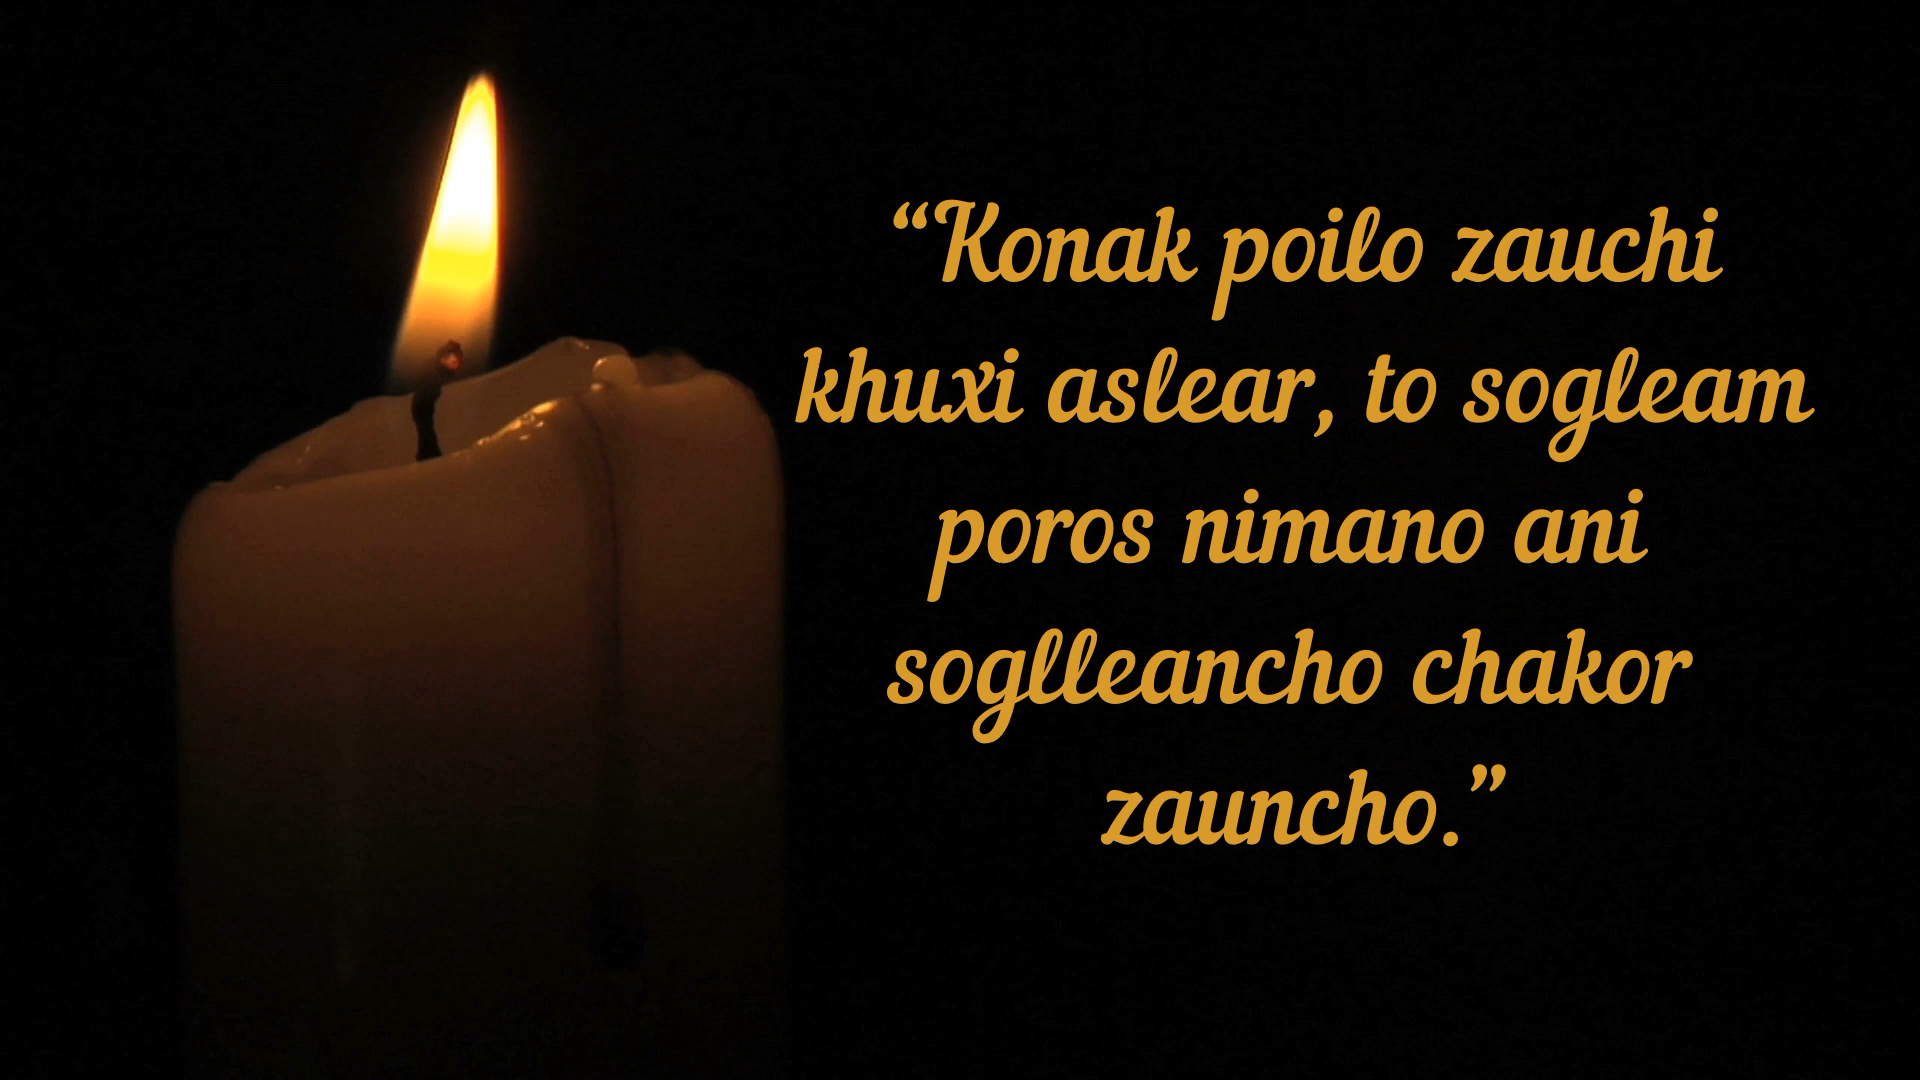 “Konak poilo zauchi
khuxi aslear, to sogleam
poros nimano ani
soglleancho chakor
zauncho.”